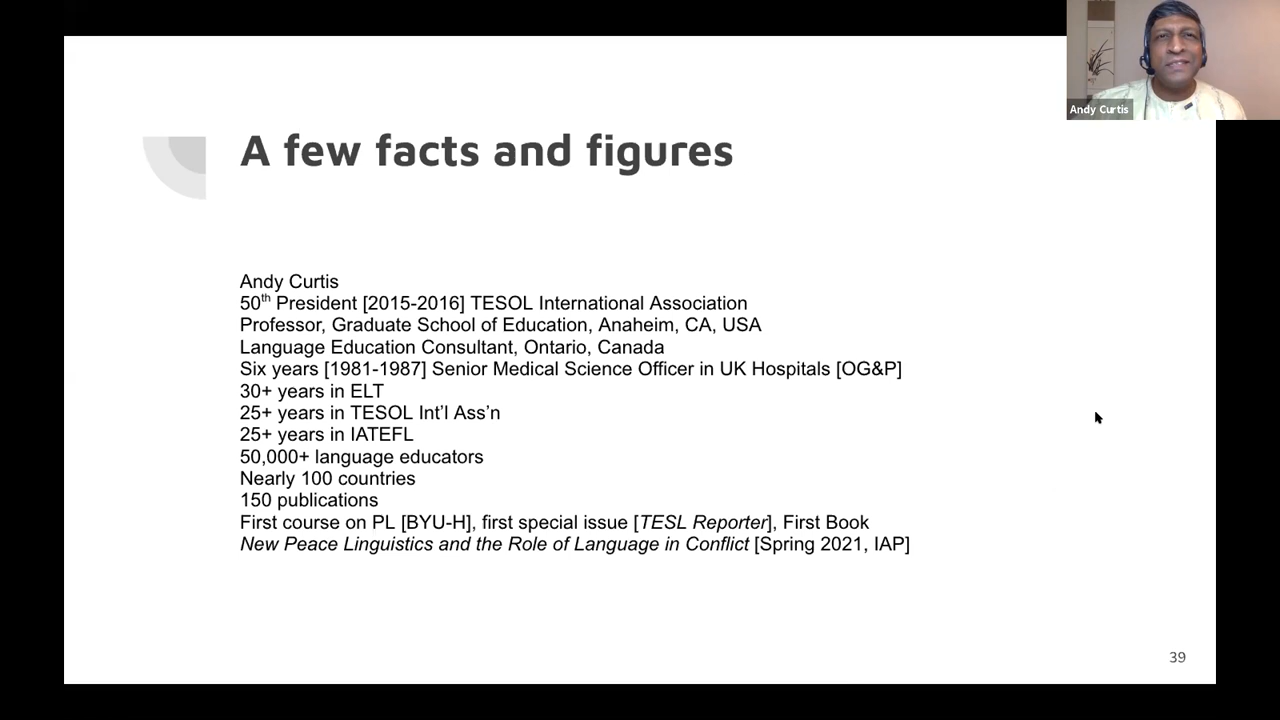 Andy Curtis
A few facts and figures
Andy Curtis
50th President [2015-2016] TESOL International Association
Professor, Graduate School of Education, Anaheim, CA, USA
Language Education Consultant, Ontario, Canada
Six years [1981-1987] Senior Medical Science Officer in UK Hospitals [OG&P]
30+ years in ELT
25+ years in TESOL Int’l Ass’n
25+ years in IATEFL
50,000+ language educators
Nearly 100 countries
150 publications
First course on PL [BYU-H], first special issue [TESL Reporter], First Book
New Peace Linguistics and the Role of Language in Conflict [Spring 2021, IAP]
39